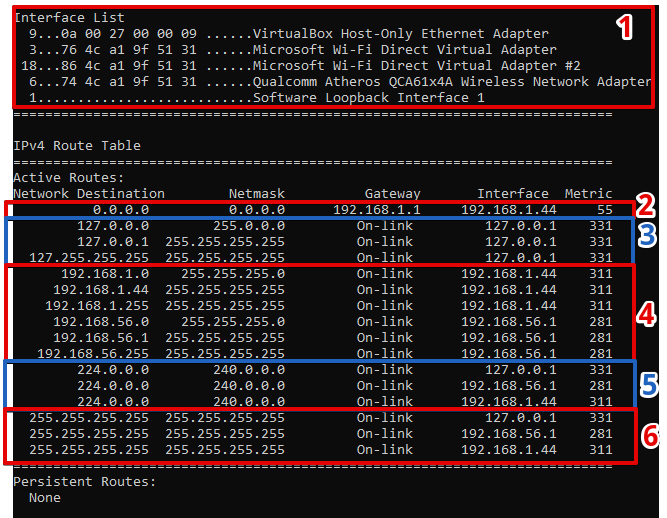 Interface List
9...0a 00 27 00 00 09 ......VirtualBox Host-Only Ethernet Adapter
3...76 4c a1 9f 51 31 ......Microsoft Wi-Fi Direct Virtual Adapter
18...86 4c a1 9f 51 31 ......Microsoft Wi-Fi Direct Virtual Adapter #2
6...74 4c a1 9f 51 31 ......Qualcomm Atheros QCA61x4A Wireless Network Adapter
1...........................Software Loopback Interface 1
1
===========================================================================
IPv4 Route Table
===========================================================================
Active Routes:
Network Destination Netmask Gateway Interface Metric
0.0.0.0 0.0.0.0 192.168.1.1 192.168.1.44 55 2
127.0.0.0 255.0.0.0 On-link 127.0.0.1 331
127.0.0.1 255.255.255.255 On-link 127.0.0.1 331 3
127.255.255.255 255.255.255.255 On-link 127.0.0.1 331
192.168.1.0 255.255.255.0 On-link 192.168.1.44 311
192.168.1.44 255.255.255.255 On-link 192.168.1.44 311
192.168.1.255 255.255.255.255 On-link 192.168.1.44 311
192.168.56.0 255.255.255.0 On-link 192.168.56.1 281 4
192.168.56.1 255.255.255.255 On-link 192.168.56.1 281
192.168.56.255 255.255.255.255 On-link 192.168.56.1 281
224.0.0.0 240.0.0.0 On-link 127.0.0.1 331
224.0.0.0 240.0.0.0 On-link 192.168.56.1 281 5
224.0.0.0 240.0.0.0 On-link 192.168.1.44 311
255.255.255.255 255.255.255.255 On-link 127.0.0.1 331
255.255.255.255 255.255.255.255 On-link 192.168.56.1 281 6
255.255.255.255 255.255.255.255 On-link 192.168.1.44 311
===========================================================================
Persistent Routes:
None